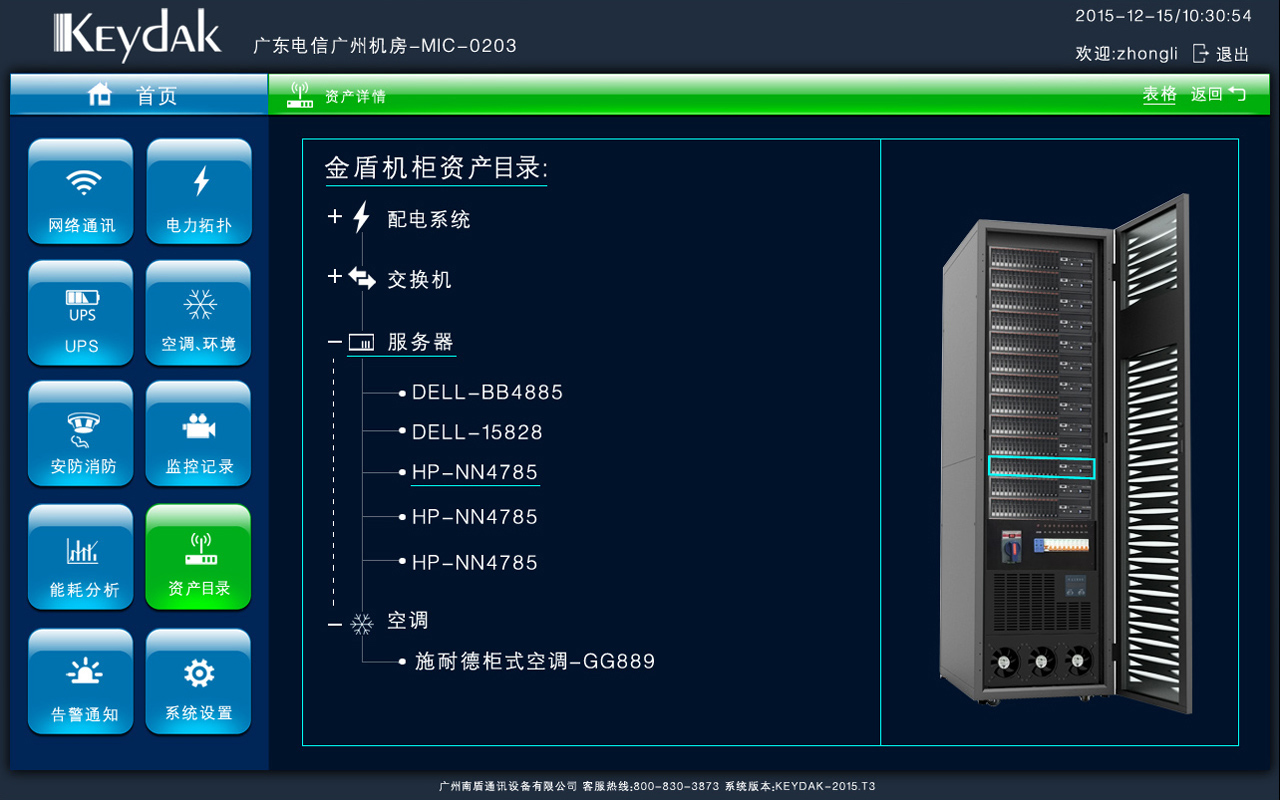 KEYdAK
广东电信广州机房-MIC-0203
2015-12-15/10:30:54
欢迎:zhongli
退出
首页
资产详情
表格
返回
网络通讯
电力拓扑
UPS
UPS
空调、环境
安防消防
监控记录
能耗分析
资产目录
告警通知
系统设置
金盾机柜资产目录:
+ 配电系统
+ 交换机
- 服务器
DELL-BB4885
DELL-15828
HP-NN4785
HP-NN4785
HP-NN4785
- 空调
施耐德柜式空调-GG889
广州南盾通讯设备有限公司 客服热线:800-830-3873 系统版本:KEYDAK-2015.T3